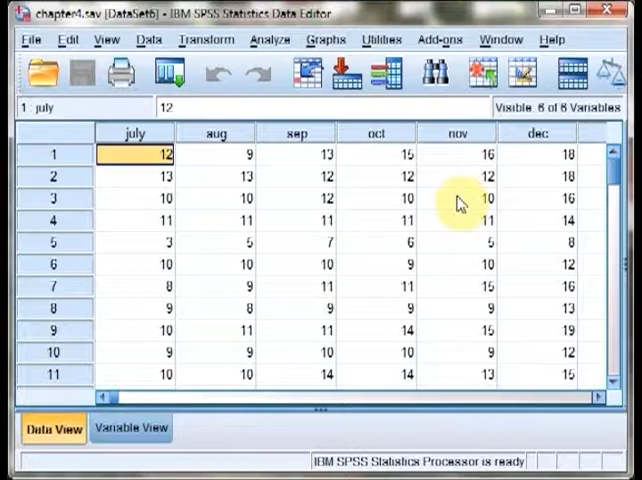 chapter4.sav [DataSet6] - IBM SPSS Statistics Data Editor
File Edit View Data Transform Analyze Graphs Utilities Add-ons Window Help
1 : july 12 Visible: 6 of 6 Variables
july aug sep oct nov dec
1 12 9 13 15 16 18
2 13 13 12 12 12 18
3 10 10 12 10 10 16
4 11 11 11 11 11 14
5 3 5 7 6 5 8
6 10 10 10 9 10 12
7 8 9 11 11 15 16
8 9 8 9 9 9 13
9 10 11 11 14 15 19
10 9 9 10 10 9 12
11 10 10 14 14 13 15
Data View Variable View
IBM SPSS Statistics Processor is ready